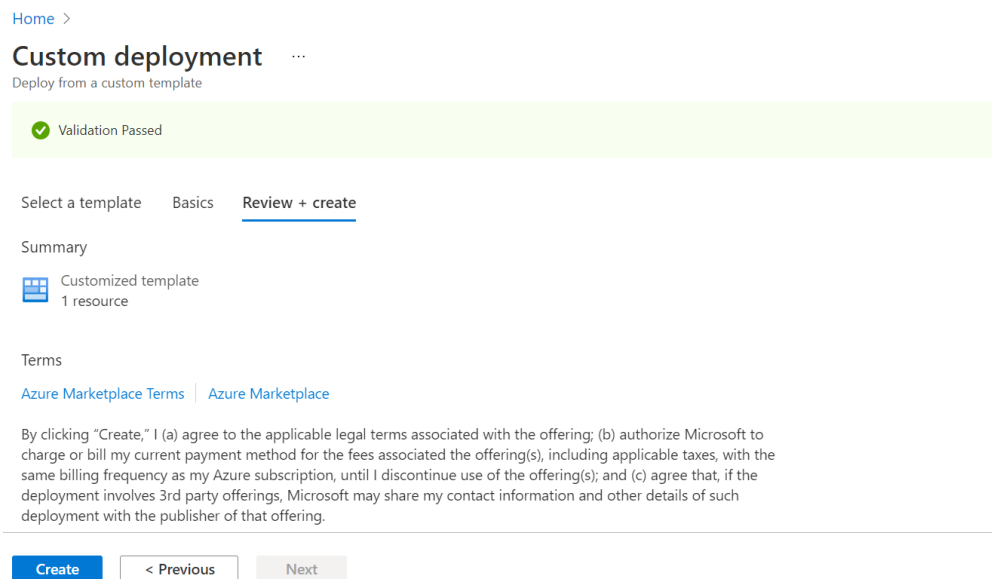 Home >
Custom deployment ...
Deploy from a custom template
Validation Passed
Select a template Basics Review + create
Summary
Customized template
1 resource
Terms
Azure Marketplace Terms Azure Marketplace
By clicking “Create,” I (a) agree to the applicable legal terms associated with the offering; (b) authorize Microsoft to
charge or bill my current payment method for the fees associated the offering(s), including applicable taxes, with the
same billing frequency as my Azure subscription, until I discontinue use of the offering(s); and (c) agree that, if the
deployment involves 3rd party offerings, Microsoft may share my contact information and other details of such
deployment with the publisher of that offering.
Create < Previous Next